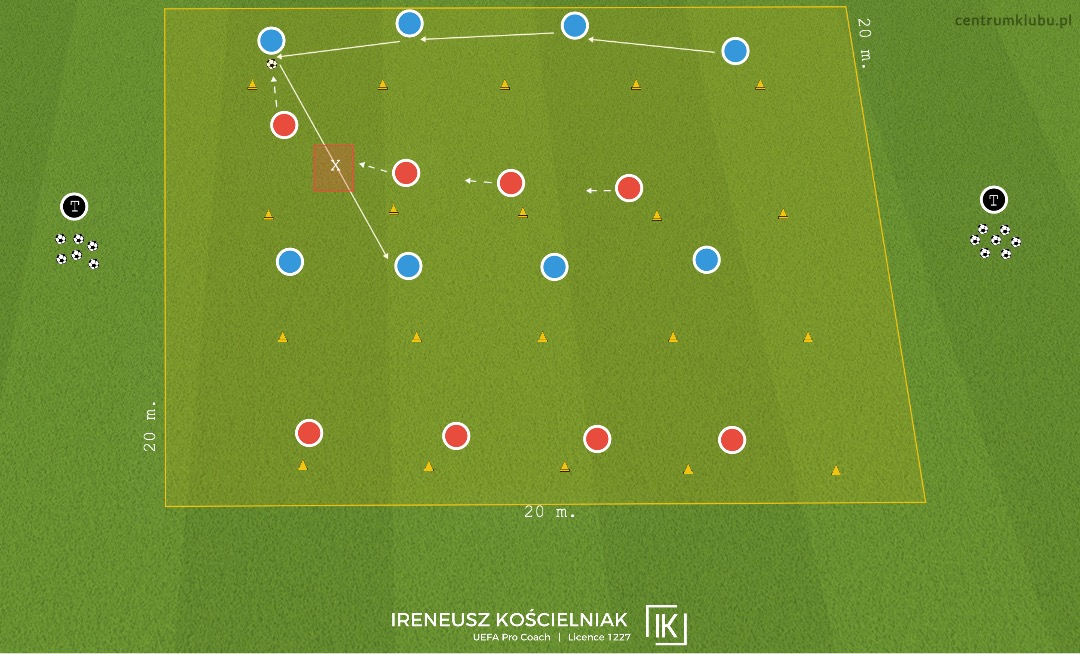 centrumklubu.pl
20 m.
X
T
T
20 m.
20 m.
IRENEUSZ KOŚCIELNIAK
UEFA Pro Coach | Licence 1227
IK